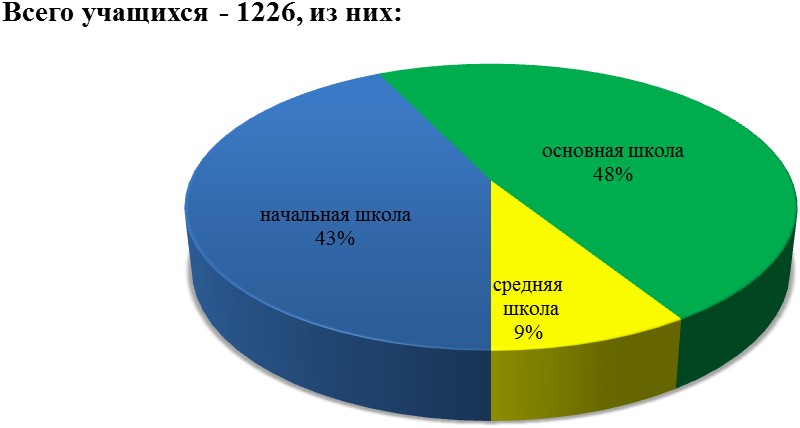 Всего учащихся - 1226, из них:
основная школа
48%
начальная школа
43%
средняя
школа
9%